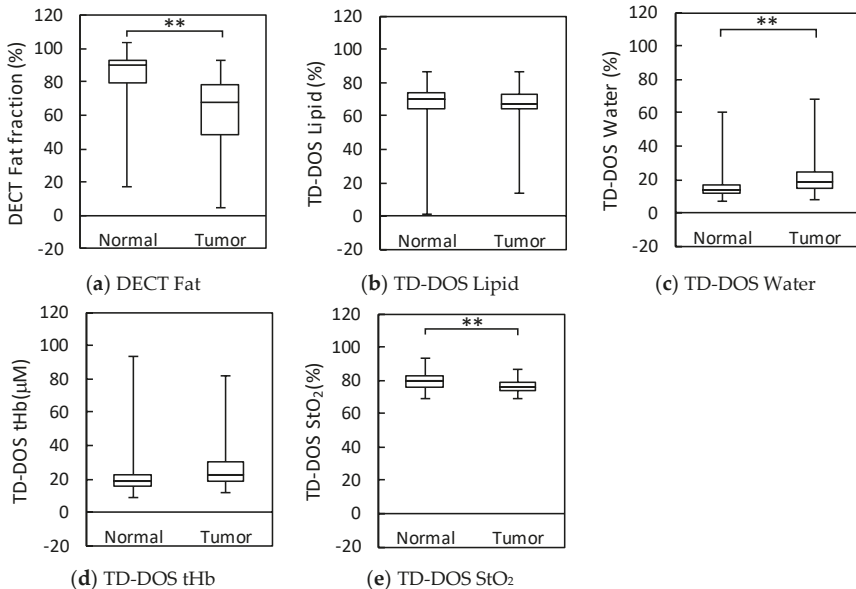 DECT Fat fraction (%)
120
100
80
60
40
20
0
-20
**
Normal Tumor
(a) DECT Fat
TD-DOS Lipid (%)
120
100
80
60
40
20
0
-20
Normal Tumor
(b) TD-DOS Lipid
TD-DOS Water (%)
120
100
80
60
40
20
0
-20
**
Normal Tumor
(c) TD-DOS Water
TD-DOS tHb(μM)
120
100
80
60
40
20
0
-20
Normal Tumor
(d) TD-DOS tHb
TD-DOS StO₂(%)
120
100
80
60
40
20
0
-20
**
Normal Tumor
(e) TD-DOS StO₂